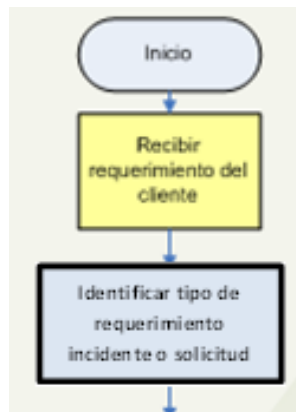 Inicio
Recibir
requerimiento del
cliente
Identificar tipo de
requerimiento
incidente o solicitud